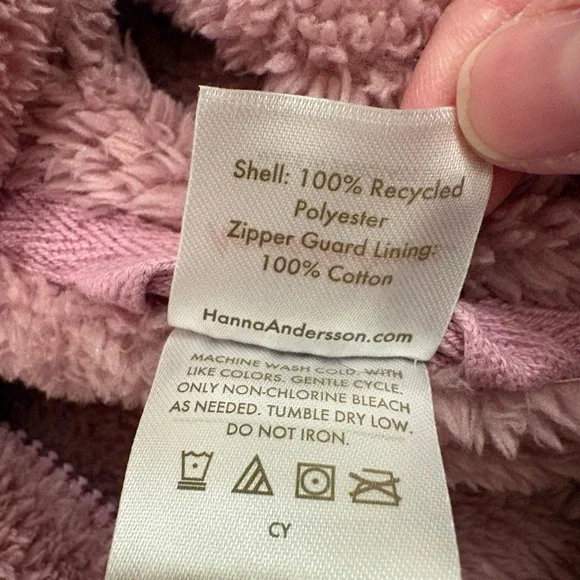 Shell: 100% Recycled
Polyester
Zipper Guard Lining:
100% Cotton
HannaAndersson.com
MACHINE WASH COLD. WITH
LIKE COLORS. GENTLE CYCLE.
ONLY NON-CHLORINE BLEACH
AS NEEDED. TUMBLE DRY LOW.
DO NOT IRON.
CY